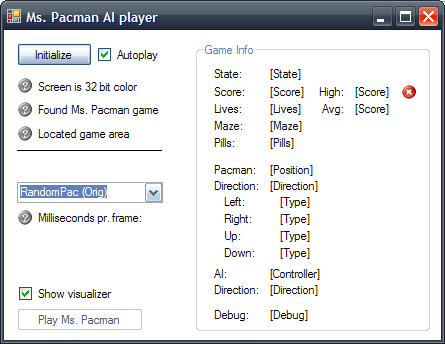 Ms. Pacman AI player
Initialize
Autoplay
Screen is 32 bit color
Found Ms. Pacman game
Located game area
RandomPac (Orig)
Milliseconds pr. frame:
Show visualizer
Play Ms. Pacman
Game Info
State: [State]
Score: [Score] High: [Score]
Lives: [Lives] Avg: [Score]
Maze: [Maze]
Pills: [Pills]
Pacman: [Position]
Direction: [Direction]
Left: [Type]
Right: [Type]
Up: [Type]
Down: [Type]
AI: [Controller]
Direction: [Direction]
Debug: [Debug]